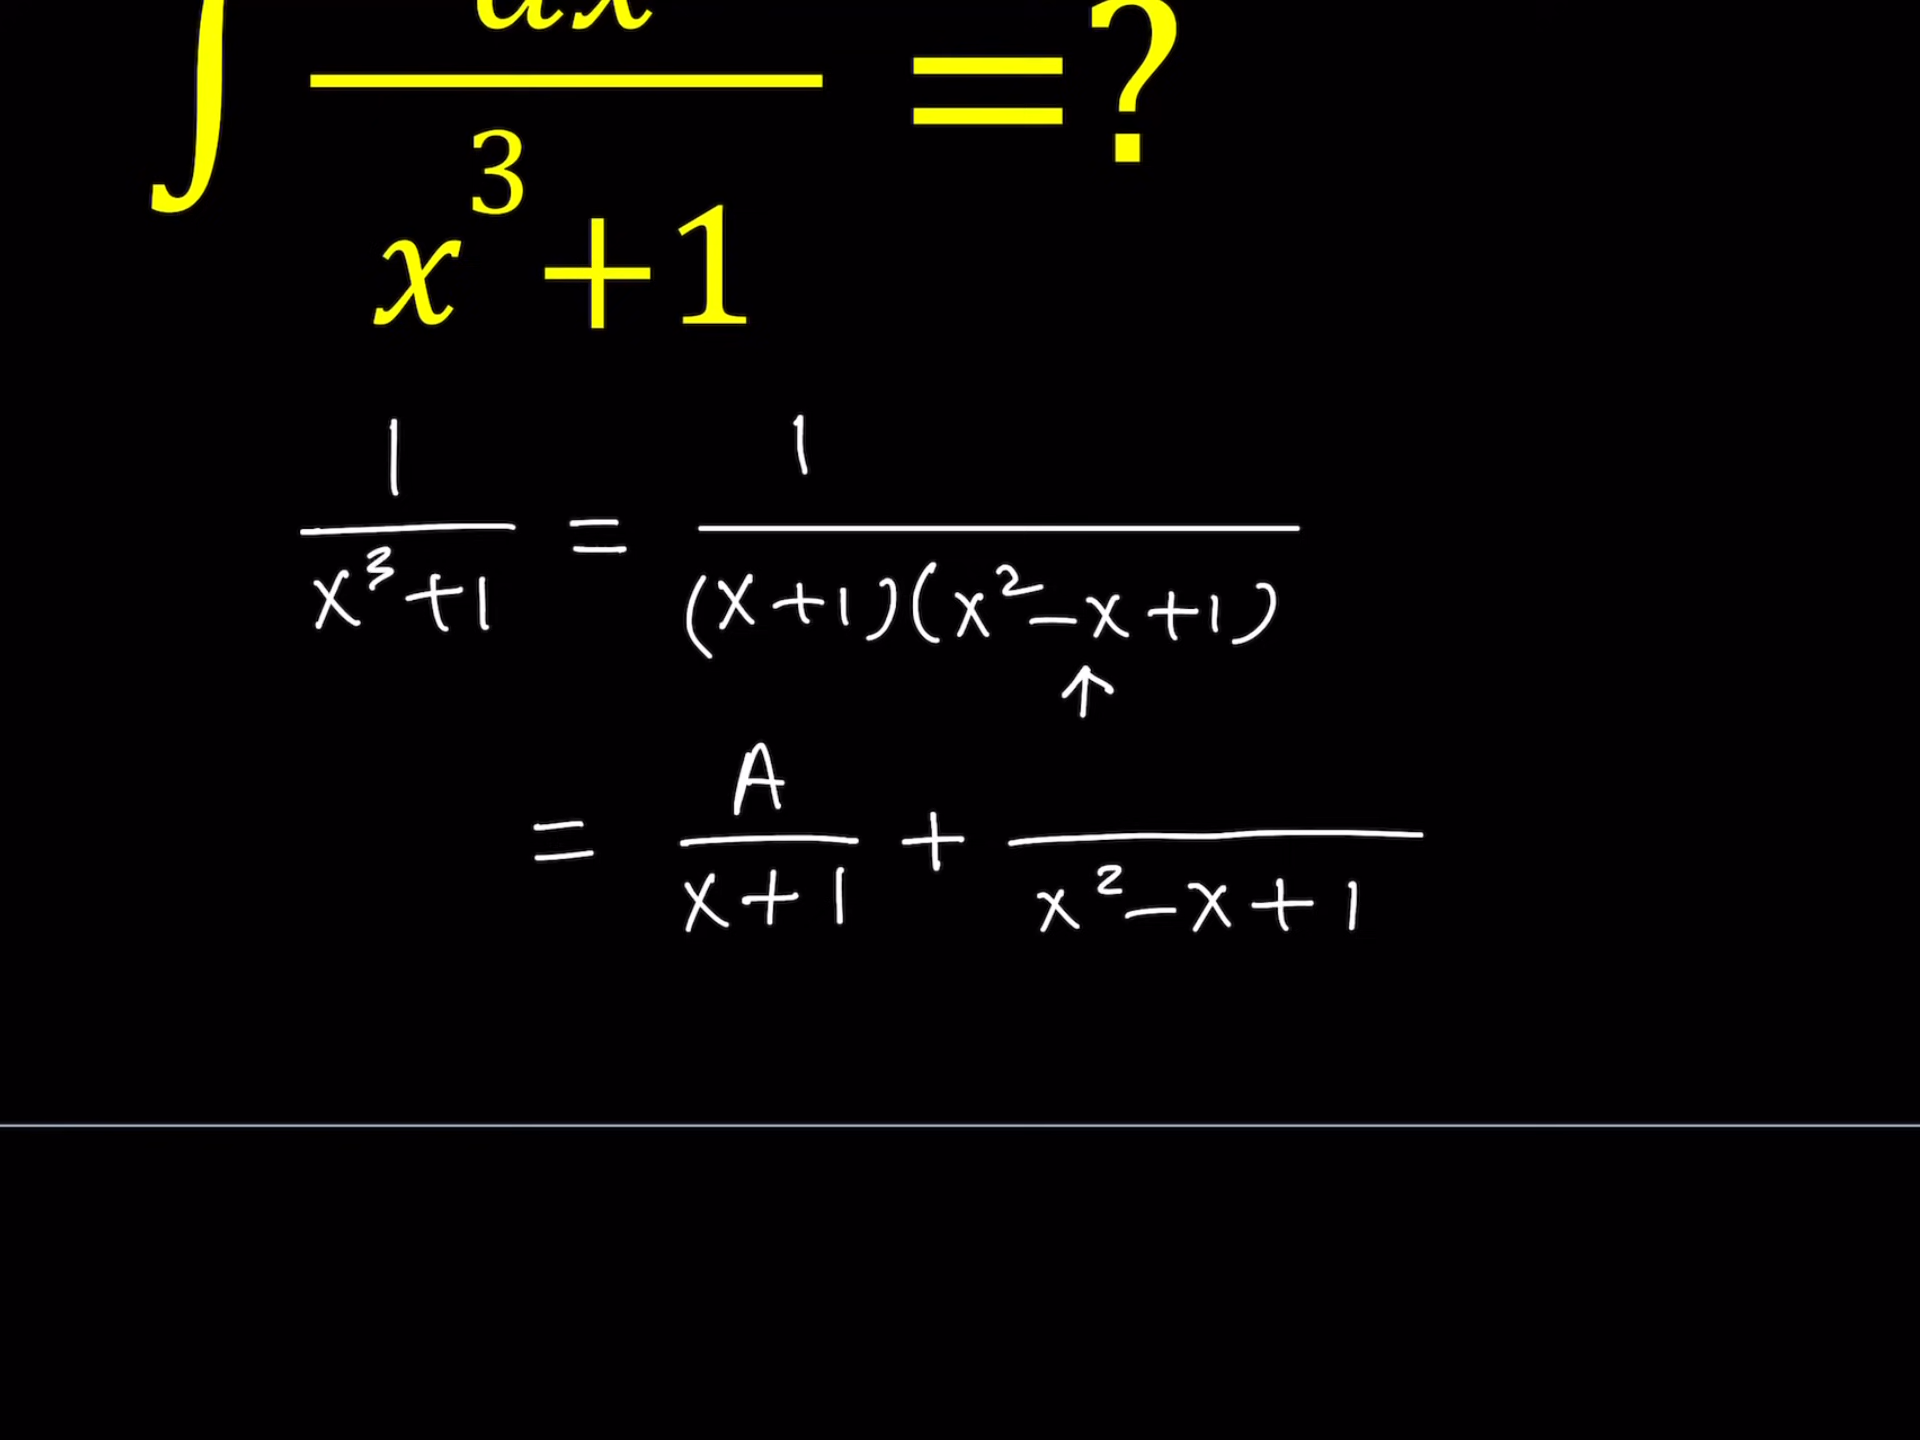 ∫ dx / (x³+1) =?
1/(x³+1) = 1/((x+1)(x²-x+1))
↑
= A/(x+1) + /(x²-x+1)